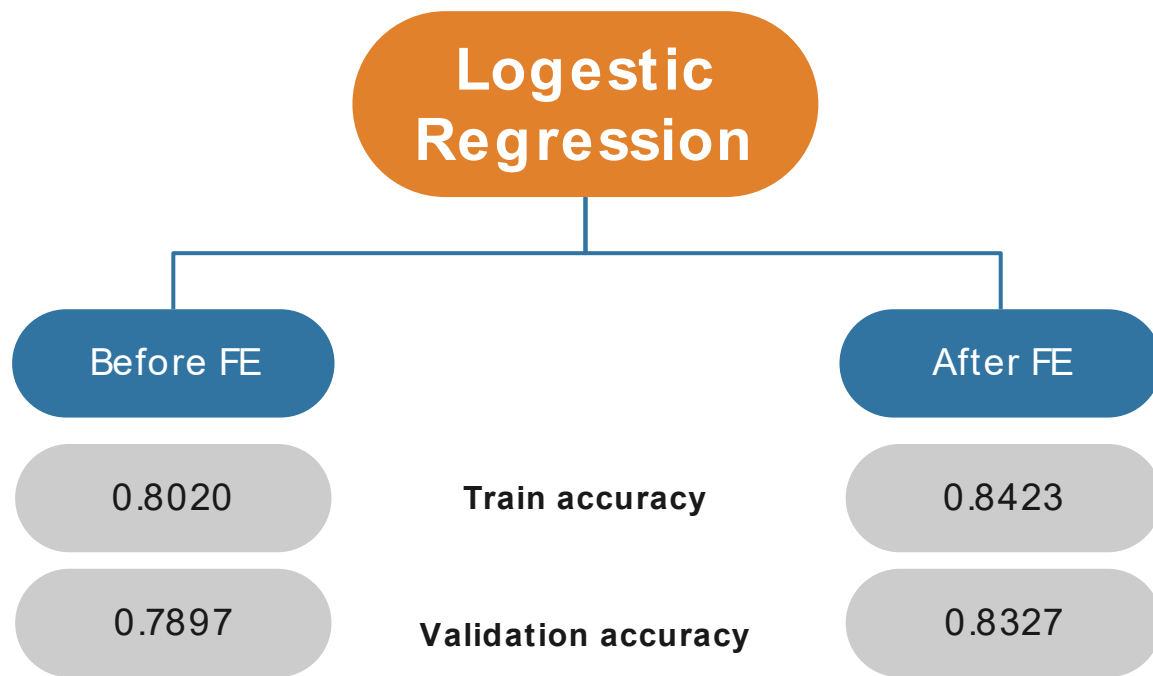 Logestic
Regression
Before FE
After FE
0.8020
Train accuracy
0.8423
0.7897
Validation accuracy
0.8327